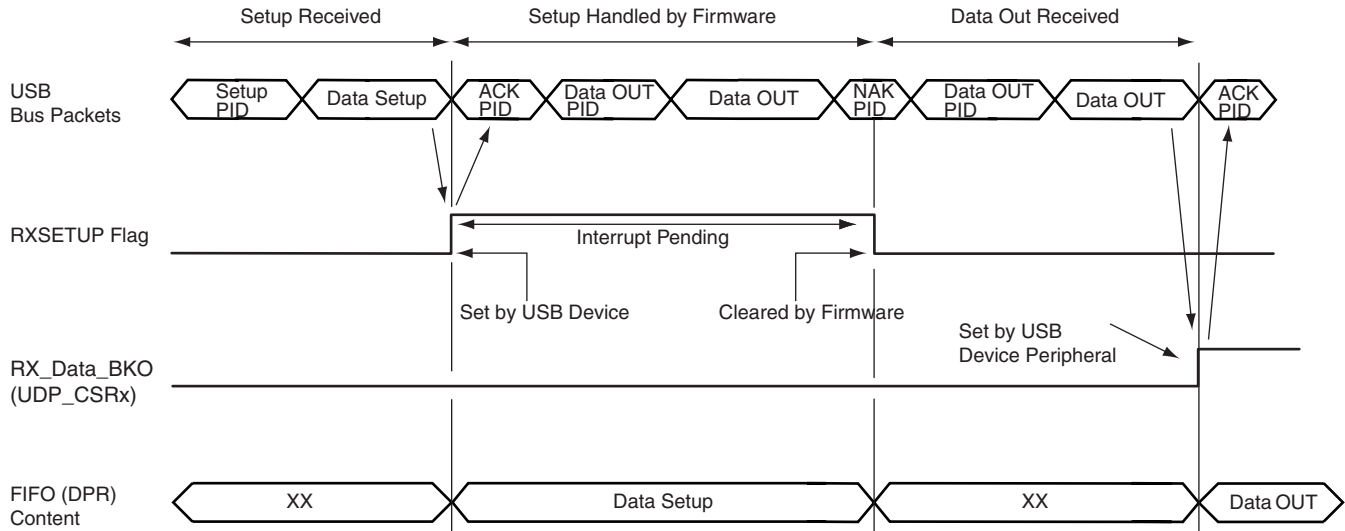 Setup Received
Setup Handled by Firmware
Data Out Received
USB
Bus Packets
Setup
PID
Data Setup
ACK
PID
Data OUT
PID
Data OUT
NAK
PID
Data OUT
PID
Data OUT
ACK
PID
RXSETUP Flag
Interrupt Pending
Set by USB Device
Cleared by Firmware
Set by USB
Device Peripheral
RX_Data_BKO
(UDP_CSRx)
FIFO (DPR)
Content
XX
Data Setup
XX
Data OUT